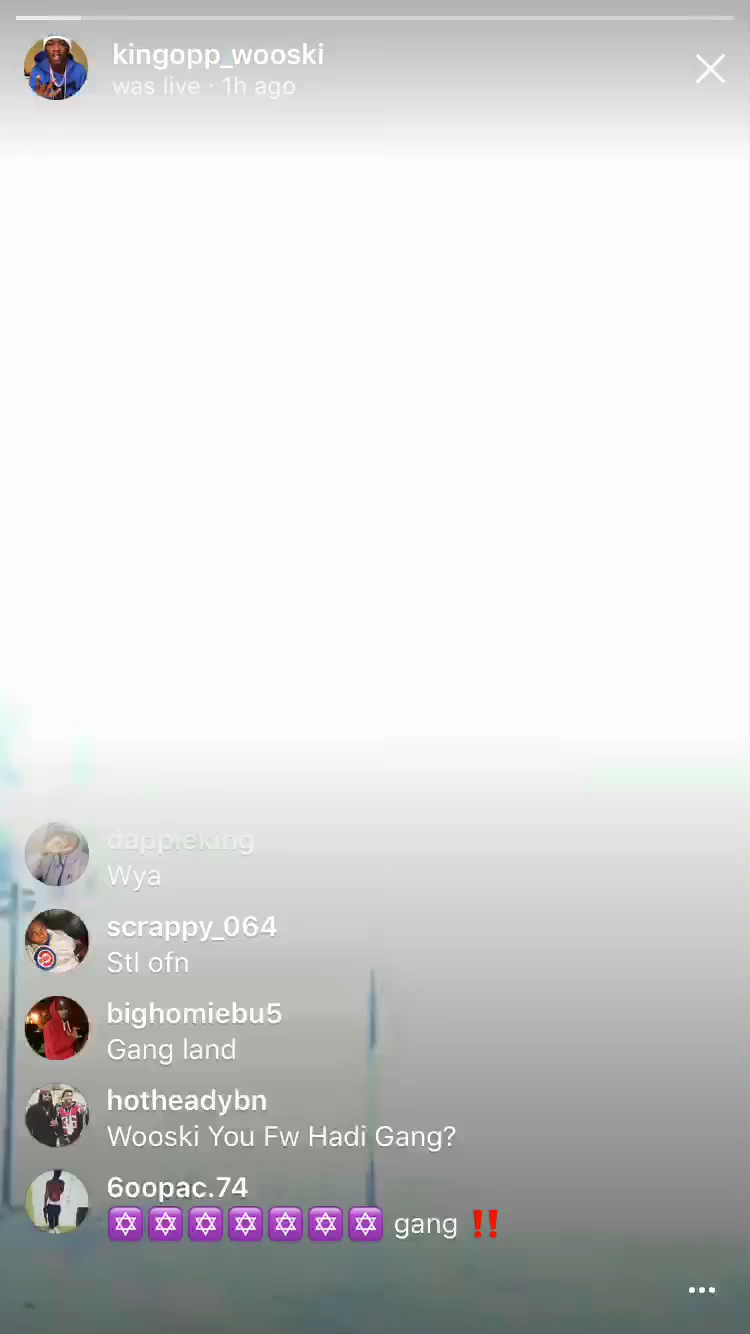 kingopp_wooski
was live · 1h ago
dappieking
Wya
scrappy_064
Stl ofn
bighomiebu5
Gang land
hotheadybn
Wooski You Fw Hadi Gang?
6oopac.74
🔯🔯🔯🔯🔯🔯🔯 gang ‼️